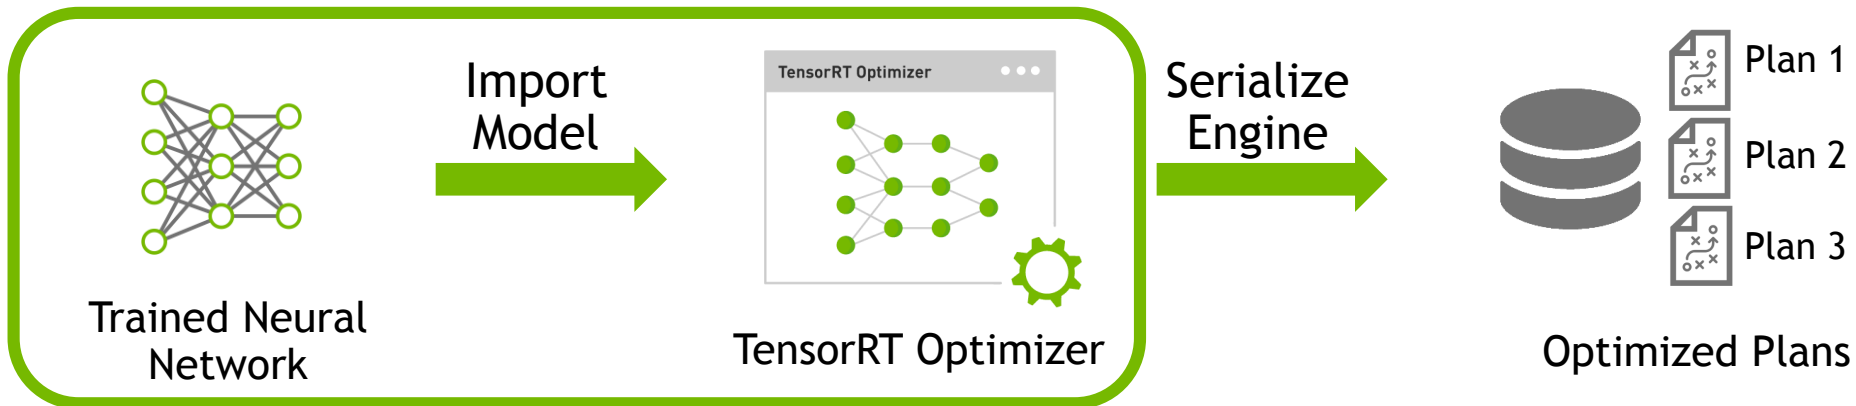 Import
Model
TensorRT Optimizer
Serialize
Engine
Plan 1
Plan 2
Plan 3
Trained Neural
Network
TensorRT Optimizer
Optimized Plans